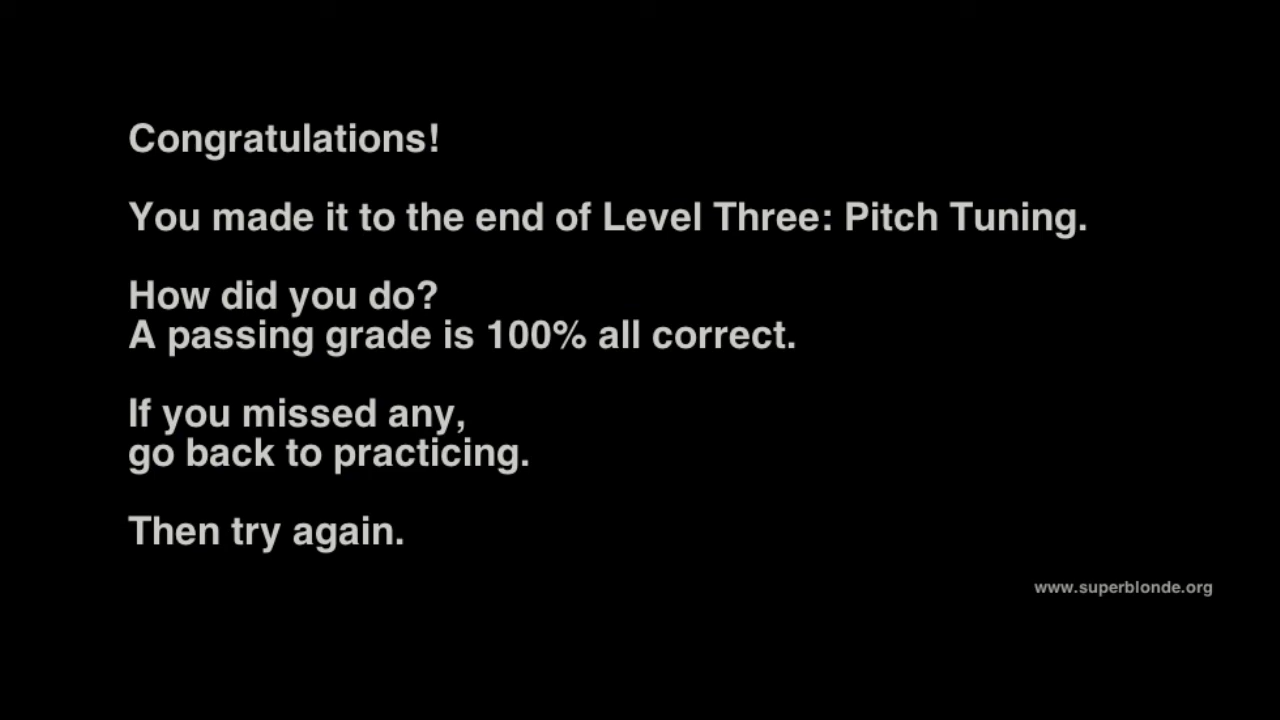 Congratulations!
You made it to the end of Level Three: Pitch Tuning.
How did you do?
A passing grade is 100% all correct.
If you missed any,
go back to practicing.
Then try again.
www.superblonde.org